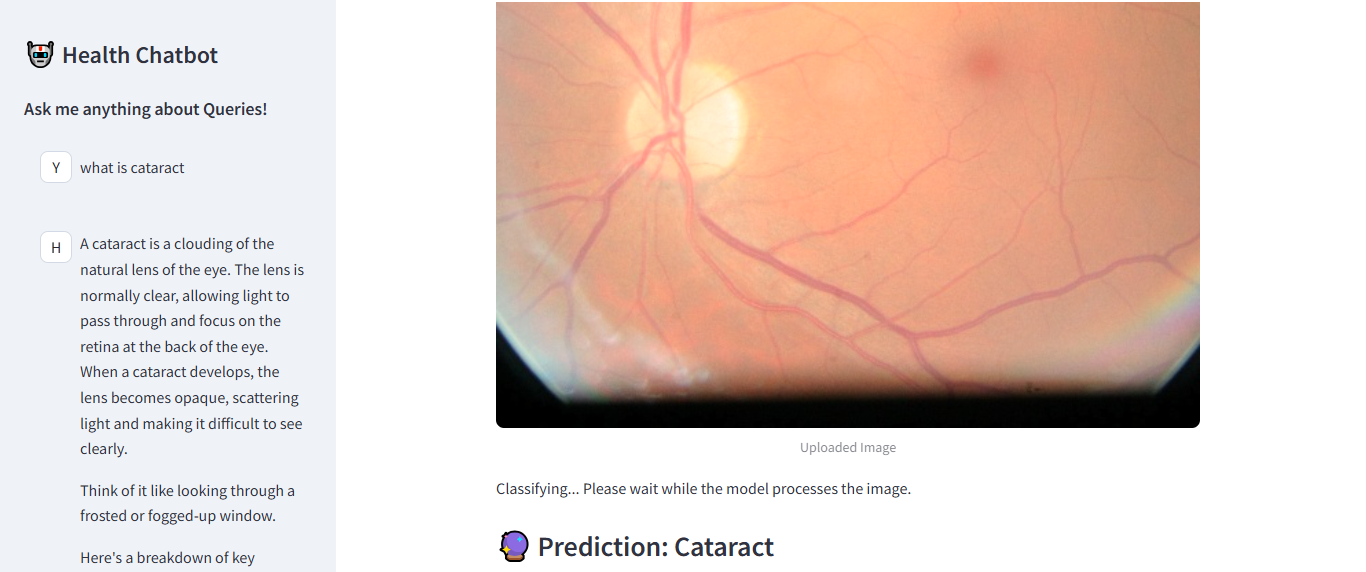 Health Chatbot
Ask me anything about Queries!
Y
what is cataract
H
A cataract is a clouding of the
natural lens of the eye. The lens is
normally clear, allowing light to
pass through and focus on the
retina at the back of the eye.
When a cataract develops, the
lens becomes opaque, scattering
light and making it difficult to see
clearly.
Think of it like looking through a
frosted or fogged-up window.
Here's a breakdown of key
Uploaded Image
Classifying... Please wait while the model processes the image.
Prediction: Cataract